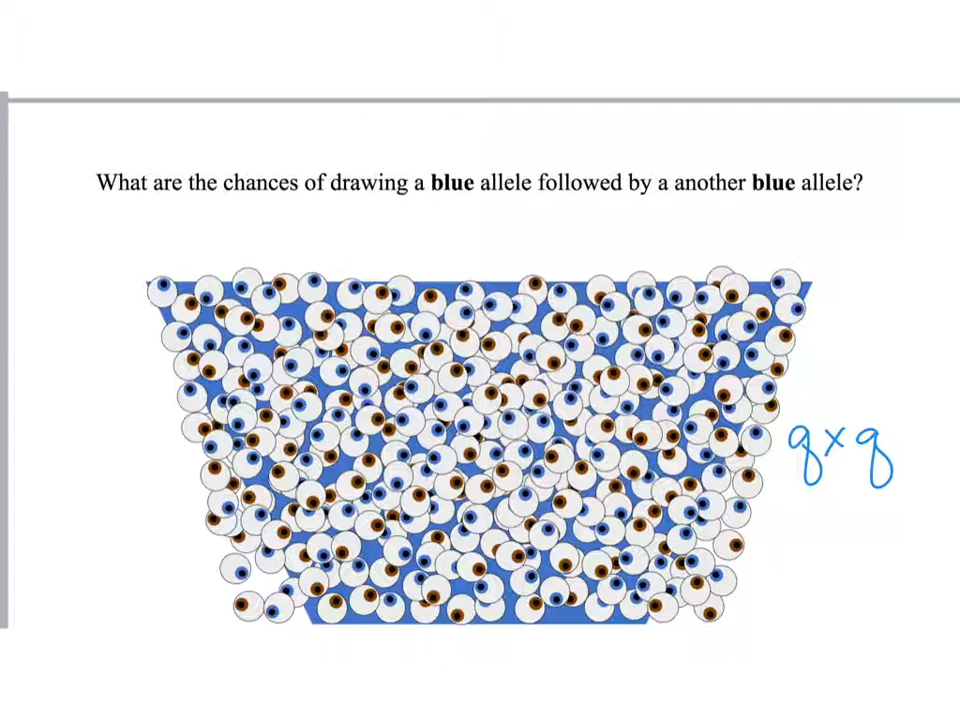 What are the chances of drawing a blue allele followed by a another blue allele?
q × q